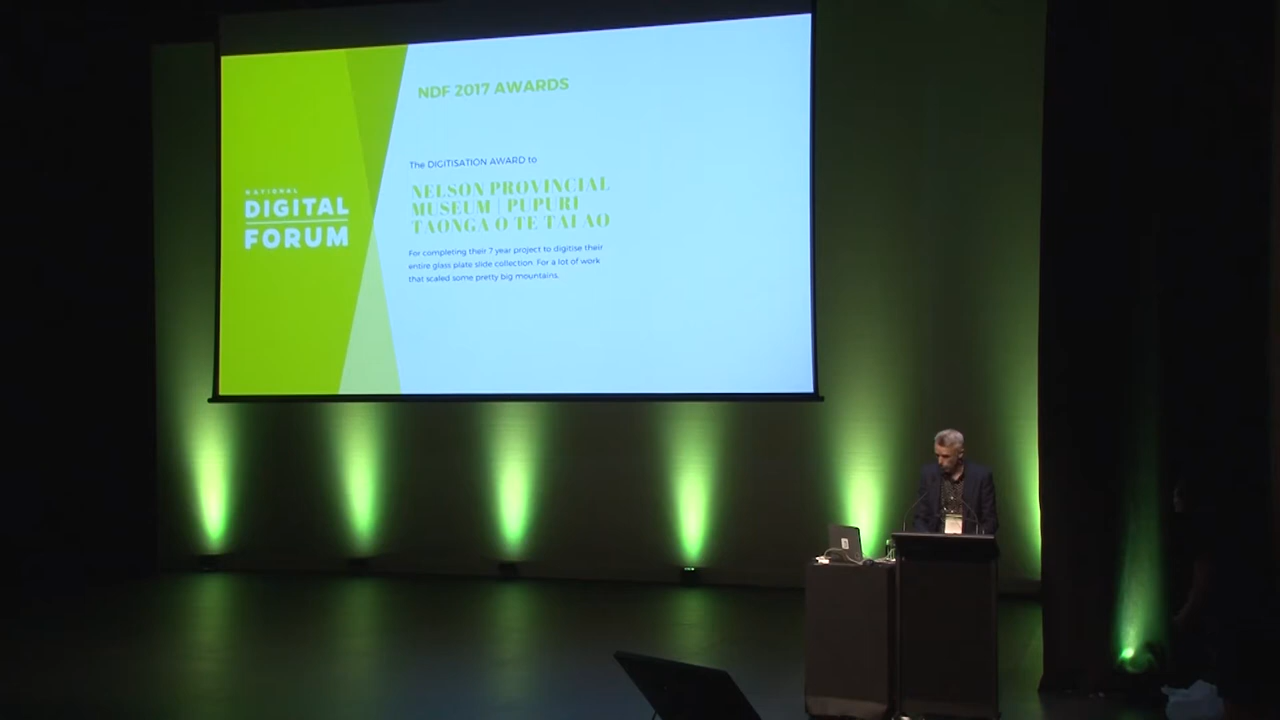 NATIONAL
DIGITAL
FORUM
NDF 2017 AWARDS
The DIGITISATION AWARD to
NELSON PROVINCIAL
MUSEUM | PUPURI
TAONGA O TE TAI AO
For completing their 7 year project to digitise their
entire glass plate slide collection. For a lot of work
that scaled some pretty big mountains.